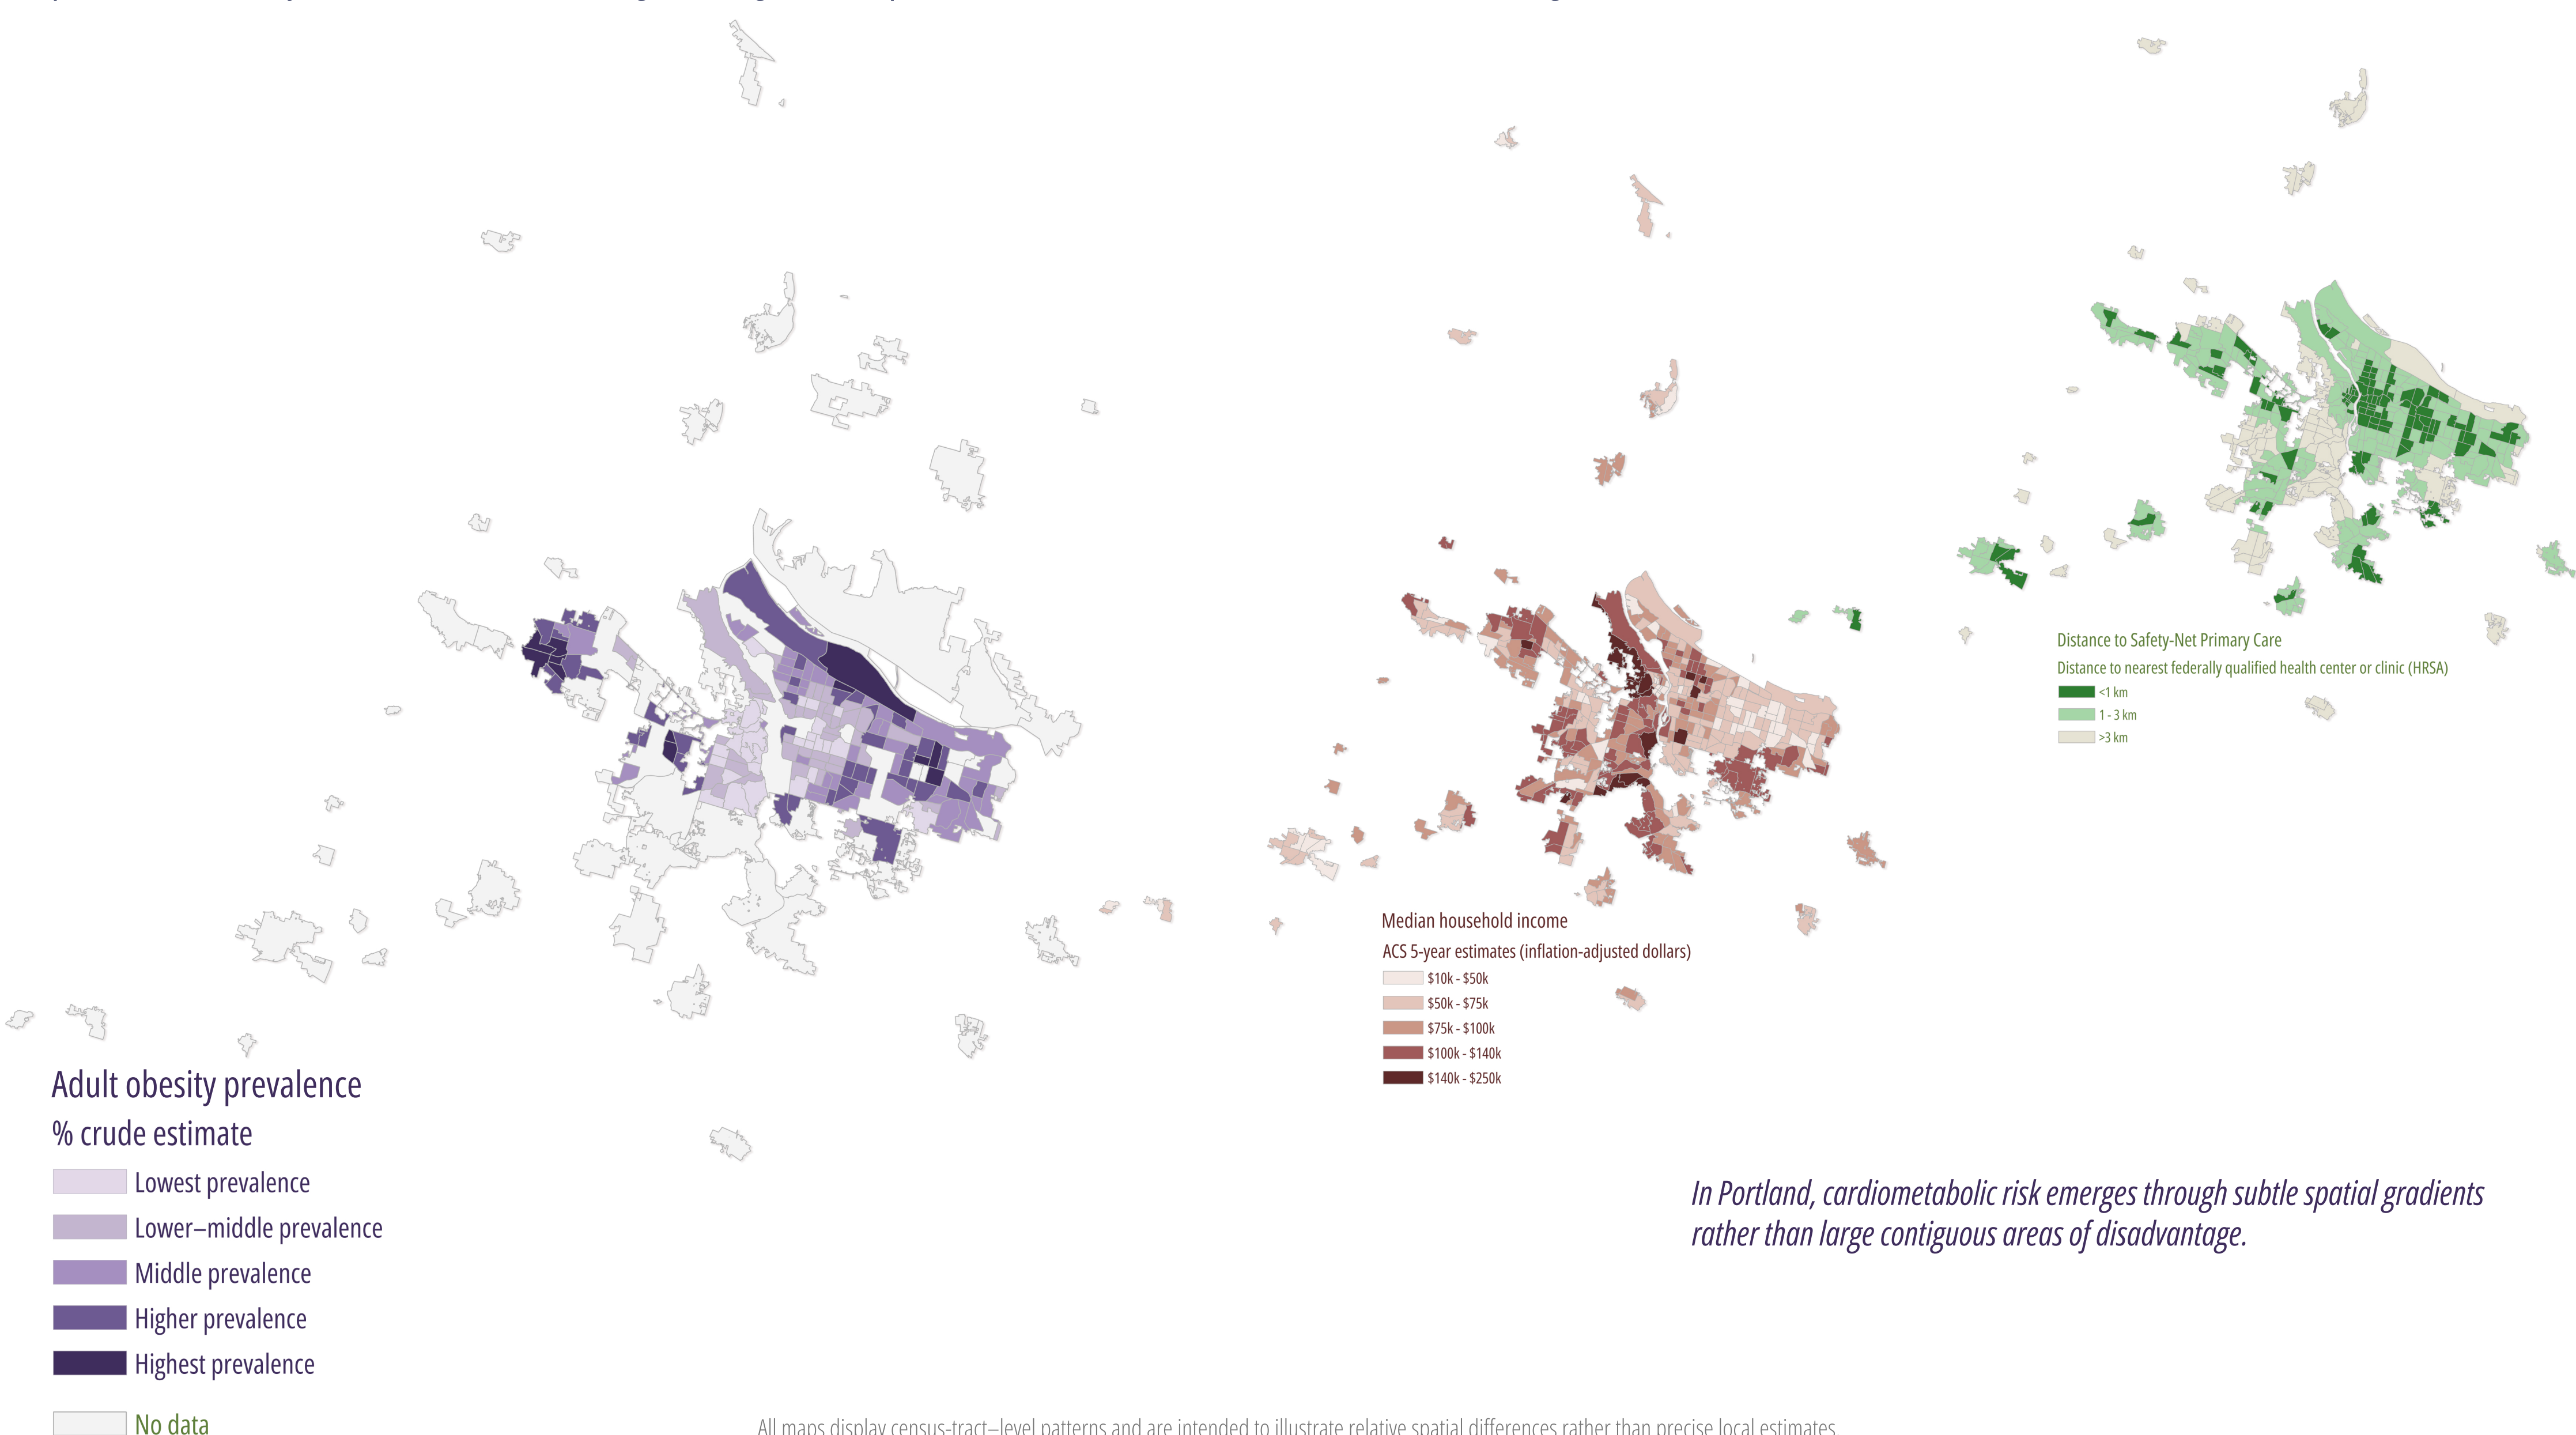 Distance to Safety-Net Primary Care
Distance to nearest federally qualified health center or clinic (HRSA)
<1 km
1 - 3 km
>3 km
Median household income
ACS 5-year estimates (inflation-adjusted dollars)
$10k - $50k
$50k - $75k
$75k - $100k
$100k - $140k
$140k - $250k
Adult obesity prevalence
% crude estimate
Lowest prevalence
Lower–middle prevalence
Middle prevalence
Higher prevalence
Highest prevalence
No data
In Portland, cardiometabolic risk emerges through subtle spatial gradients
rather than large contiguous areas of disadvantage.
All maps display census-tract–level patterns and are intended to illustrate relative spatial differences rather than precise local estimates